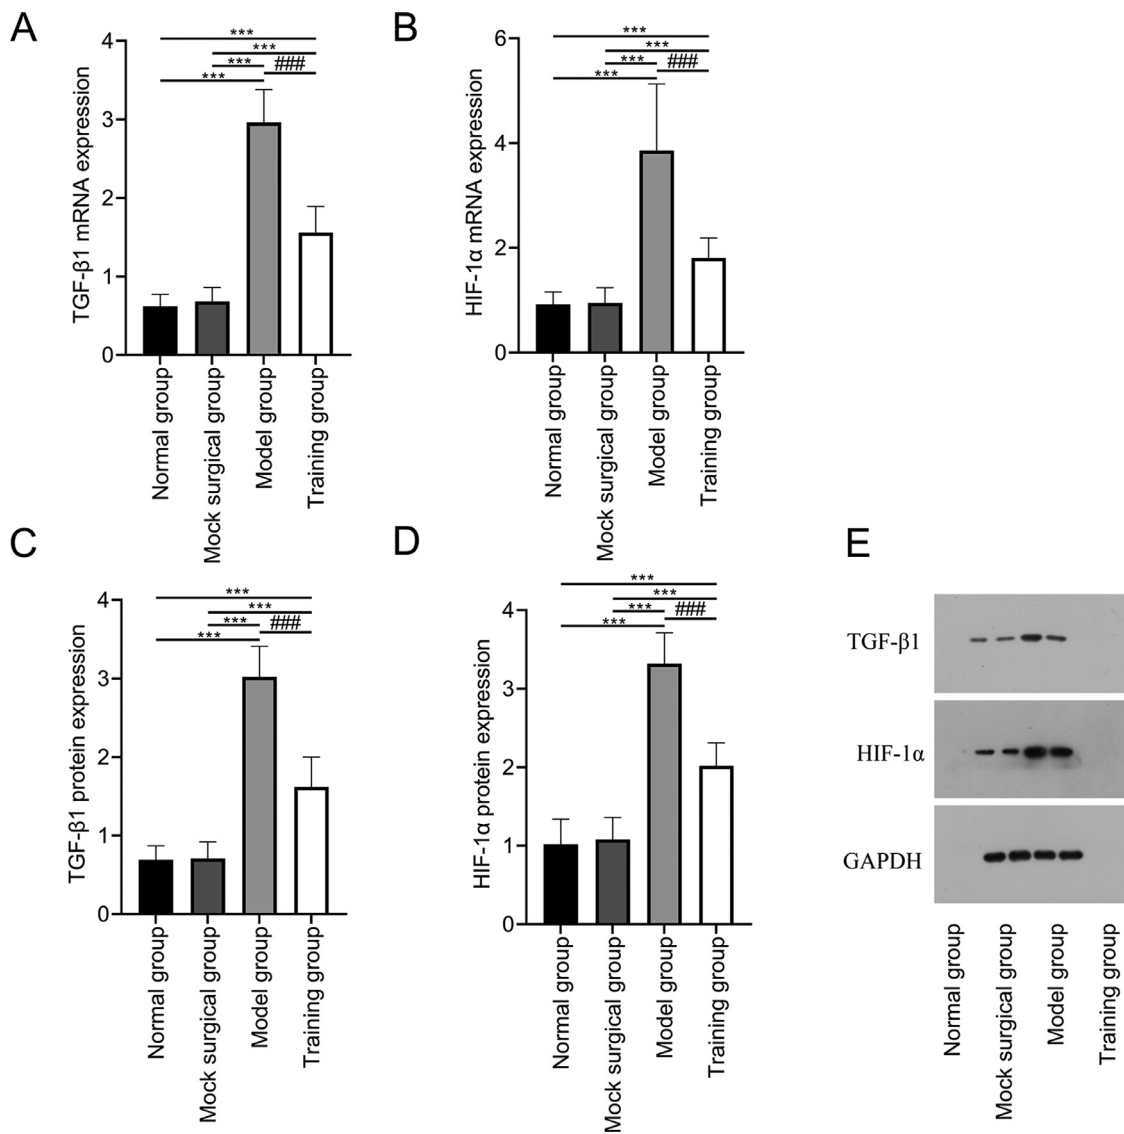 A
TGF-β1 mRNA expression
4
3
2
1
0
***
***
***
###
***
Normal group
Mock surgical group
Model group
Training group
B
HIF-1α mRNA expression
6
4
2
0
***
***
***
###
***
Normal group
Mock surgical group
Model group
Training group
C
TGF-β1 protein expression
4
3
2
1
0
***
***
***
###
***
Normal group
Mock surgical group
Model group
Training group
D
HIF-1α protein expression
4
3
2
1
0
***
***
***
###
***
Normal group
Mock surgical group
Model group
Training group
E
TGF-β1
HIF-1α
GAPDH
Normal group
Mock surgical group
Model group
Training group